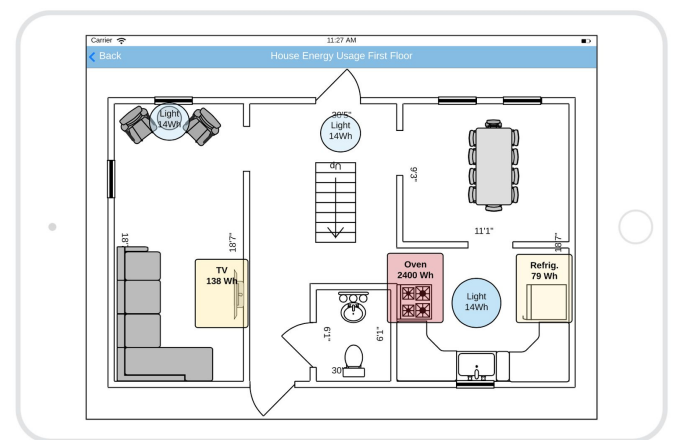 Carrier
11:27 AM
Back
House Energy Usage First Floor
Light
14Wh
30'5"
Light
14Wh
Up
9'3"
11'1"
18'
18'7"
18'7"
TV
138 Wh
Oven
2400 Wh
Refrig.
79 Wh
Light
14Wh
6'1"
6'1"
30'